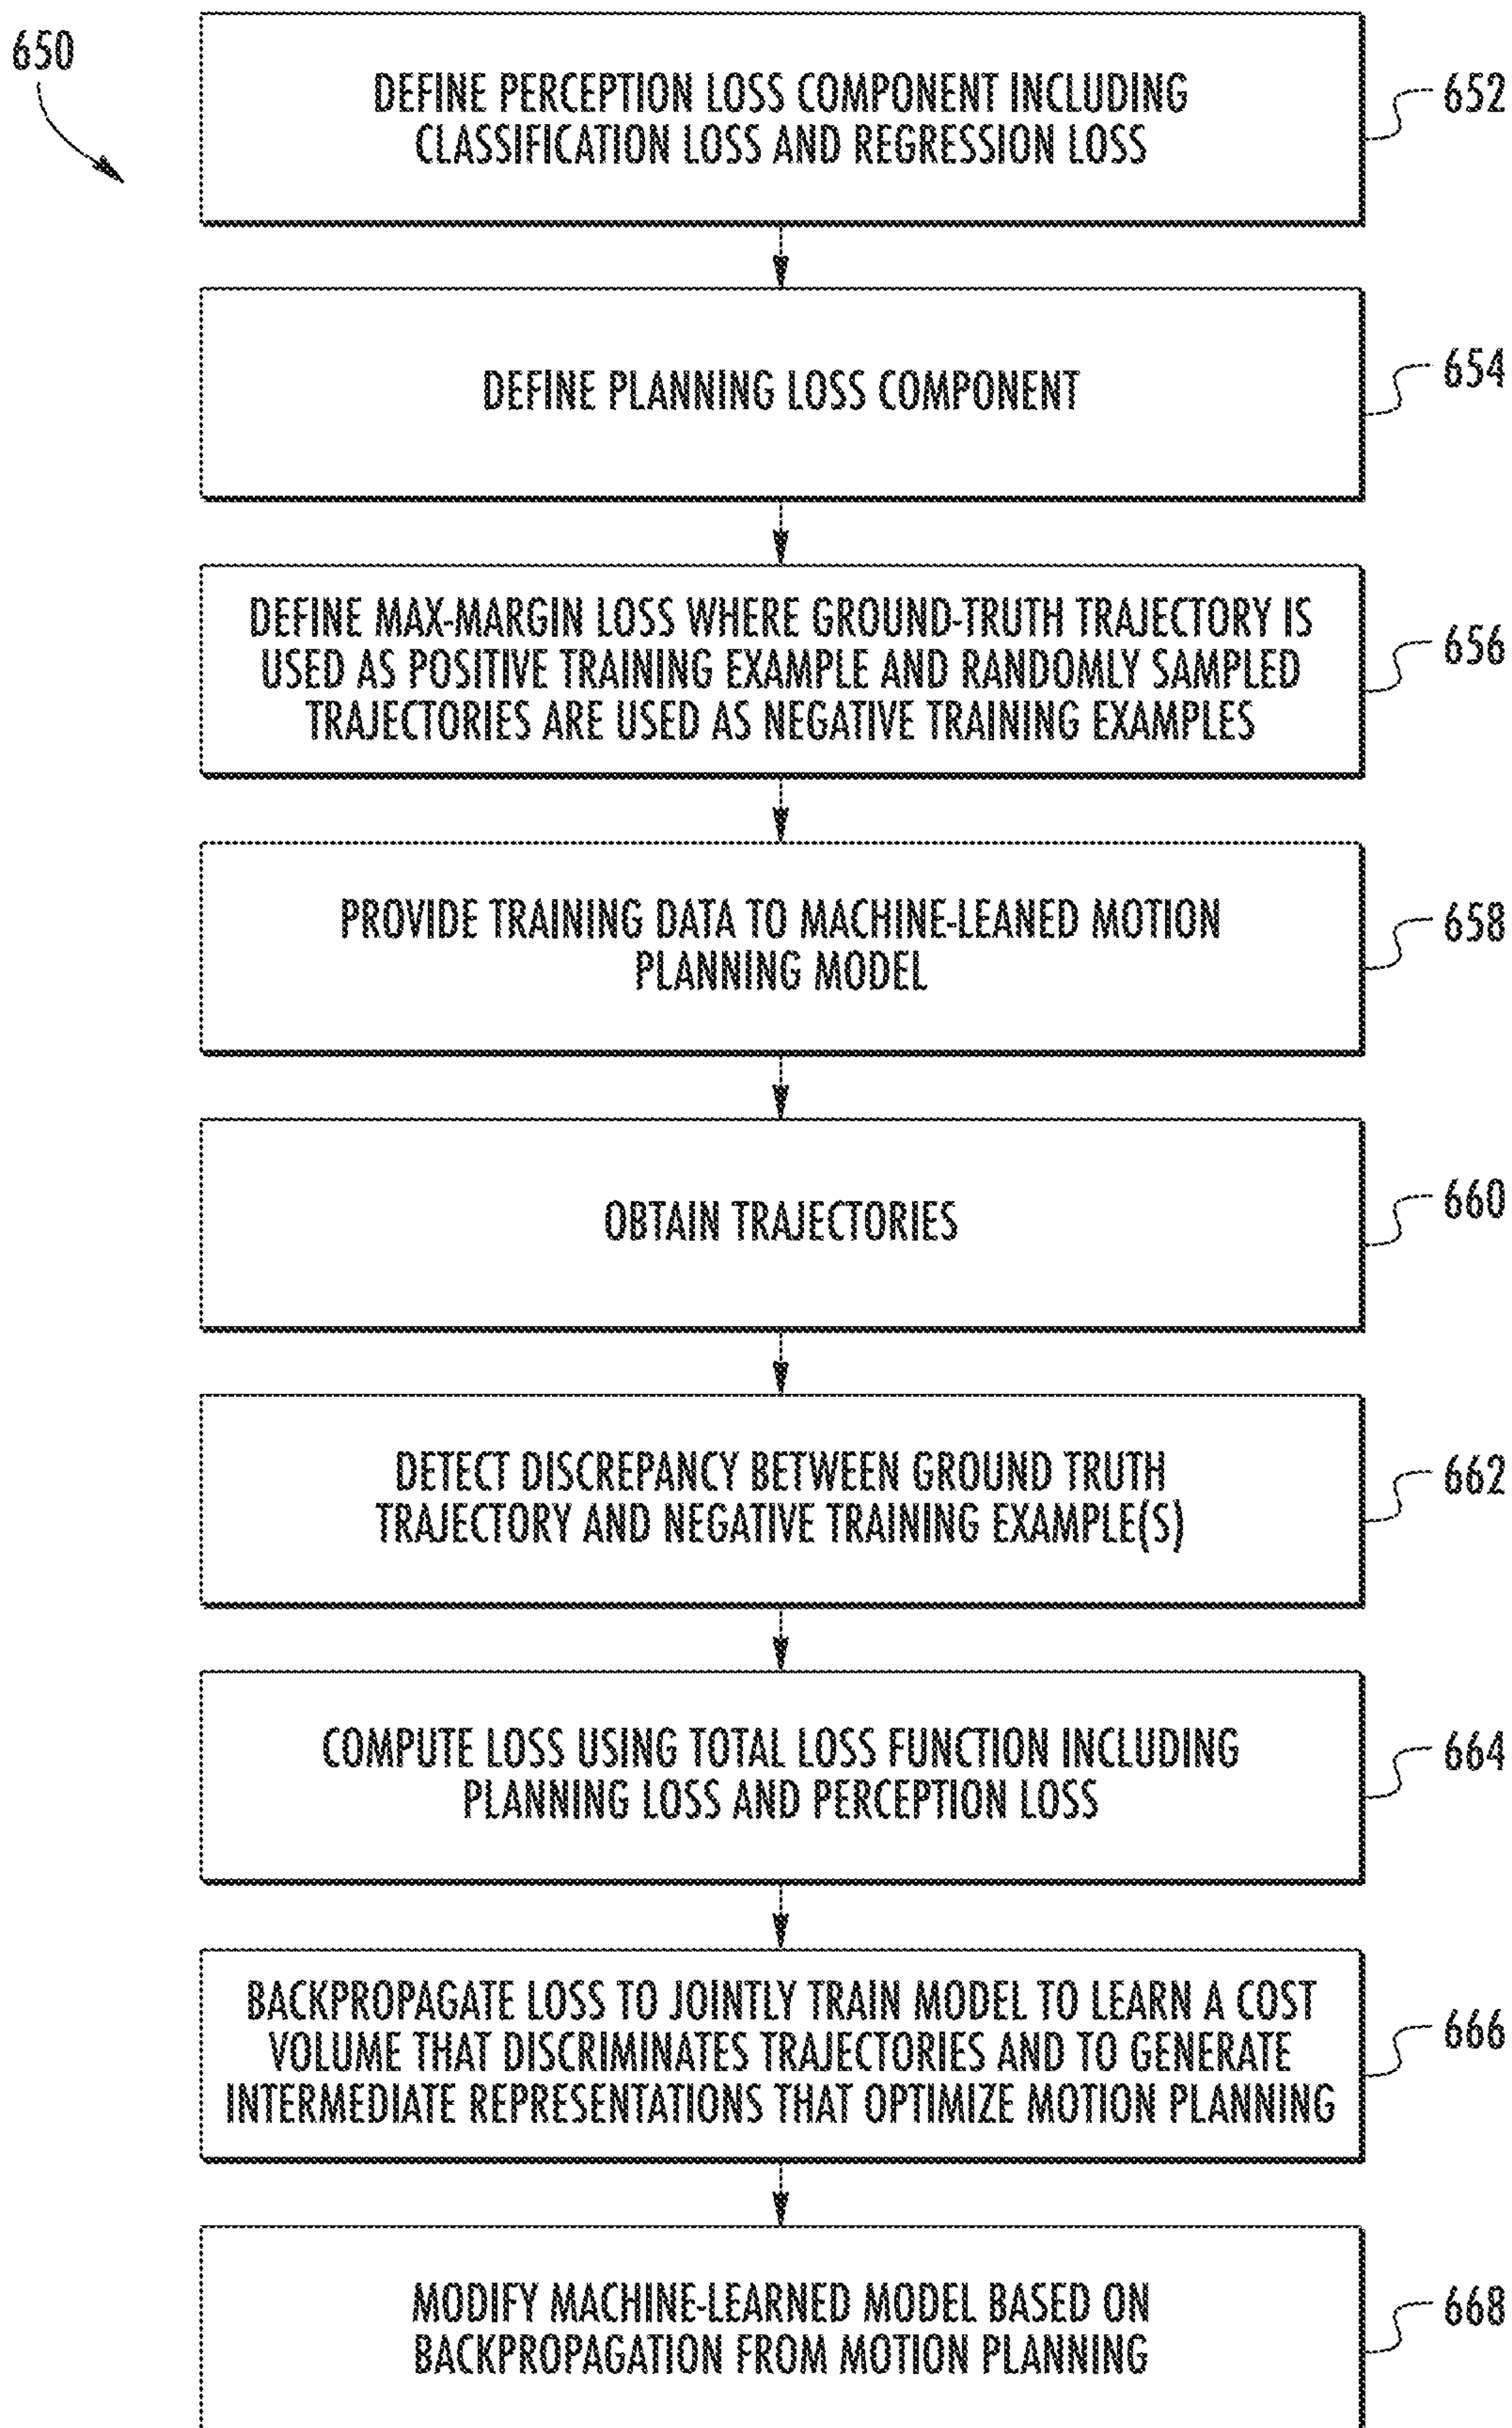 650
DEFINE PERCEPTION LOSS COMPONENT INCLUDING
CLASSIFICATION LOSS AND REGRESSION LOSS
652
DEFINE PLANNING LOSS COMPONENT
654
DEFINE MAX-MARGIN LOSS WHERE GROUND-TRUTH TRAJECTORY IS
USED AS POSITIVE TRAINING EXAMPLE AND RANDOMLY SAMPLED
TRAJECTORIES ARE USED AS NEGATIVE TRAINING EXAMPLES
656
PROVIDE TRAINING DATA TO MACHINE-LEANED MOTION
PLANNING MODEL
658
OBTAIN TRAJECTORIES
660
DETECT DISCREPANCY BETWEEN GROUND TRUTH
TRAJECTORY AND NEGATIVE TRAINING EXAMPLE(S)
662
COMPUTE LOSS USING TOTAL LOSS FUNCTION INCLUDING
PLANNING LOSS AND PERCEPTION LOSS
664
BACKPROPAGATE LOSS TO JOINTLY TRAIN MODEL TO LEARN A COST
VOLUME THAT DISCRIMINATES TRAJECTORIES AND TO GENERATE
INTERMEDIATE REPRESENTATIONS THAT OPTIMIZE MOTION PLANNING
666
MODIFY MACHINE-LEARNED MODEL BASED ON
BACKPROPAGATION FROM MOTION PLANNING
668